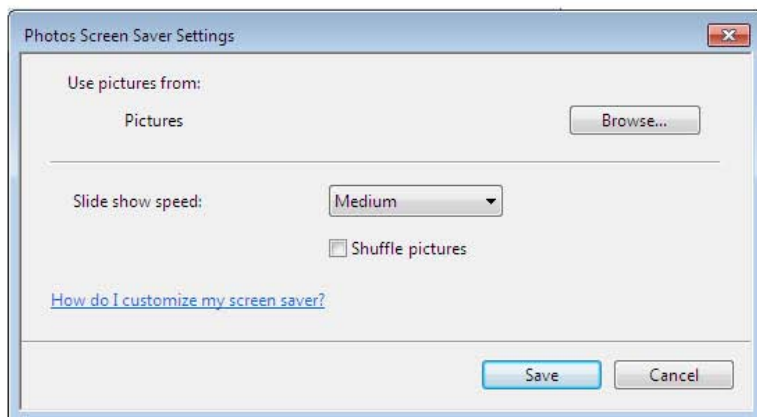 Photos Screen Saver Settings
Use pictures from:
Pictures
Browse...
Slide show speed:
Medium
Shuffle pictures
How do I customize my screen saver?
Save
Cancel